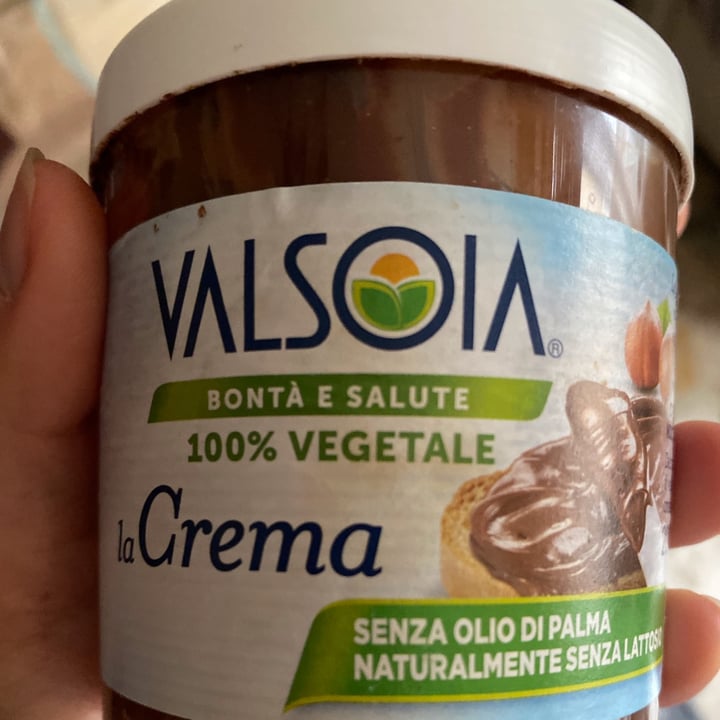 VALSOIA®
BONTÀ E SALUTE
100% VEGETALE
la Crema
SENZA OLIO DI PALMA
NATURALMENTE SENZA LATTOSIO